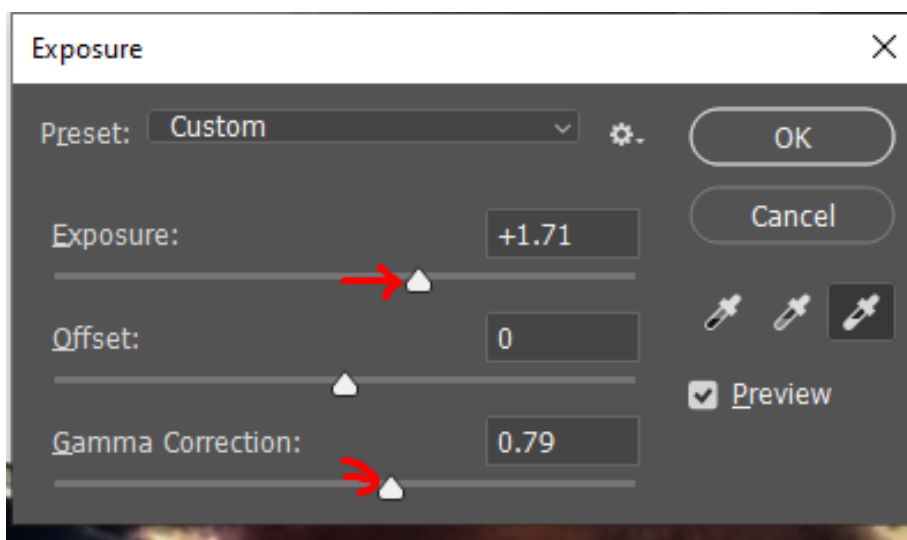 Exposure
Preset: Custom
OK
Cancel
Exposure: +1.71
Offset: 0
Preview
Gamma Correction: 0.79